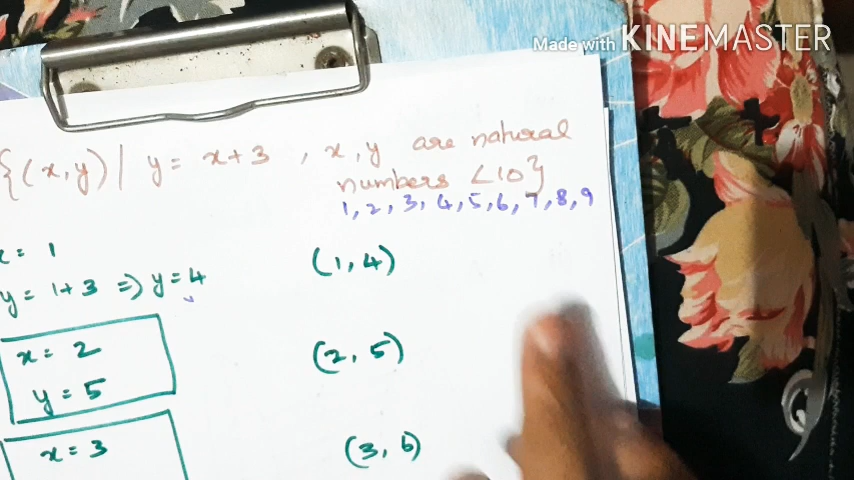 Made with KINEMASTER
{(x,y) | y = x+3 , x, y are natural
numbers <10}
1, 2, 3, 4, 5, 6, 7, 8, 9
x = 1
y = 1+3 => y = 4
(1, 4)
x = 2
y = 5
(2, 5)
x = 3
(3, 6)